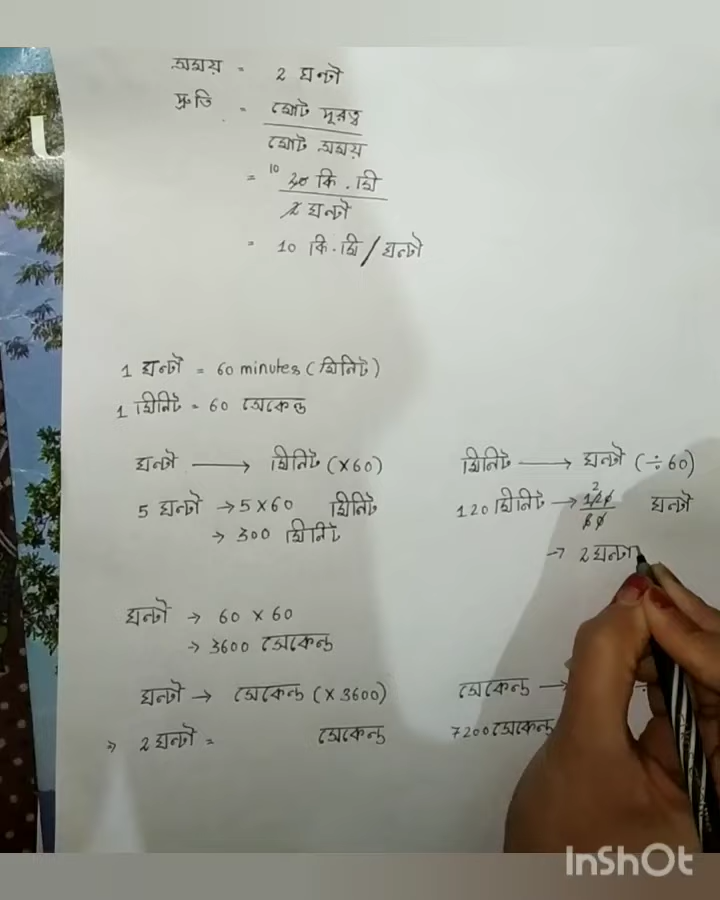 সময় = 2 ঘন্টা
দ্রুতি = মোট দূরত্ব
মোট সময়
= 10 20 কি.মি
2 ঘন্টা
= 10 কি.মি/ঘন্টা
1 ঘন্টা = 60 minutes (মিনিট)
1 মিনিট = 60 সেকেন্ড
ঘন্টা → মিনিট (×60)
5 ঘন্টা → 5×60 মিনিট
→ 300 মিনিট
মিনিট → ঘন্টা (÷60)
120 মিনিট → 2 120 ঘন্টা
60
→ 2 ঘন্টা
ঘন্টা → 60 × 60
→ 3600 সেকেন্ড
ঘন্টা → সেকেন্ড (×3600)
⇒ 2 ঘন্টা = সেকেন্ড
সেকেন্ড →
7200 সেকেন্ড
InShOt